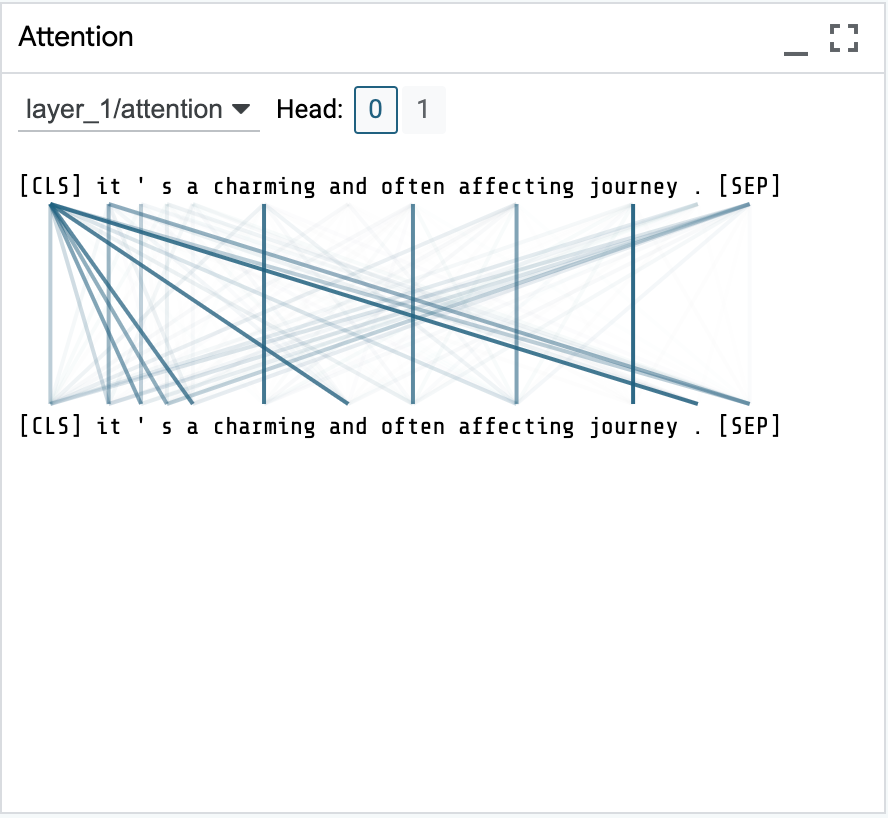 Attention
layer_1/attention Head: 0 1
[CLS] it ' s a charming and often affecting journey . [SEP]
[CLS] it ' s a charming and often affecting journey . [SEP]